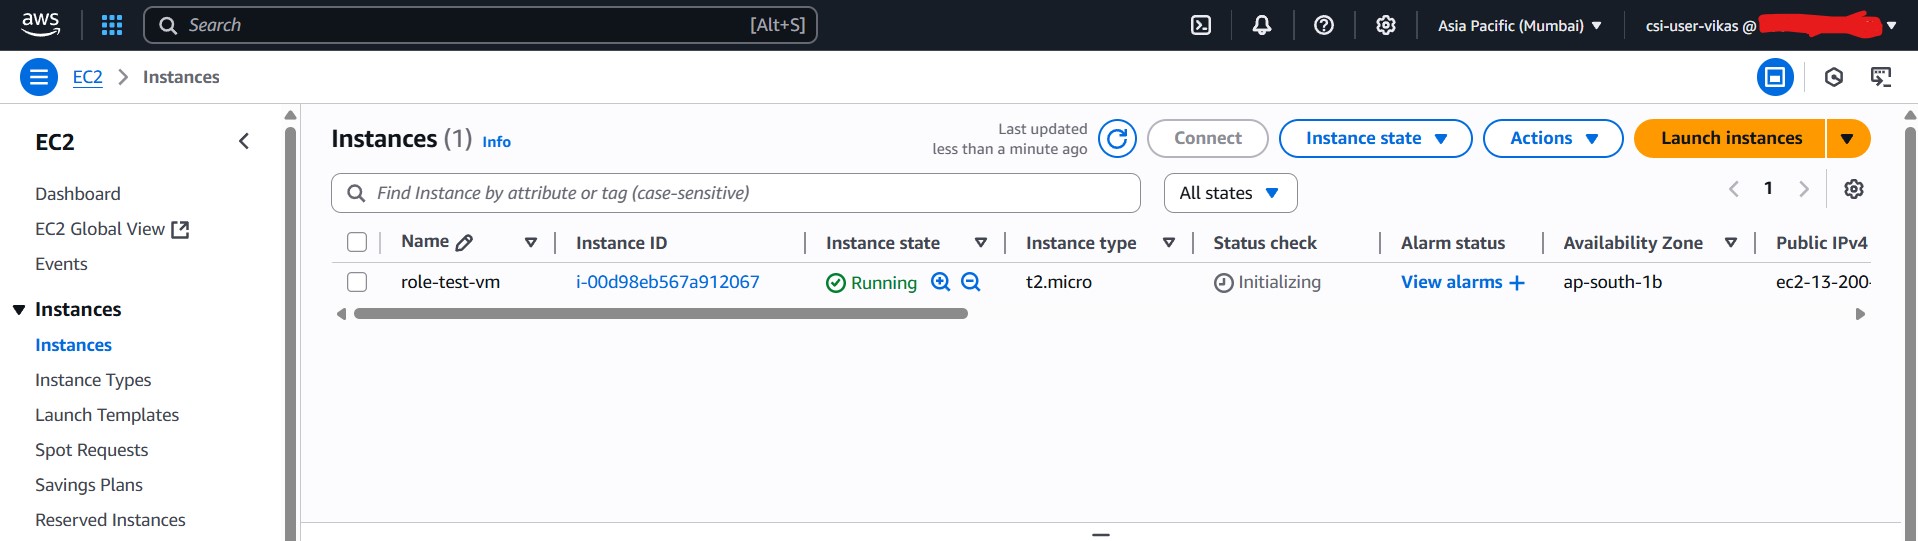 aws
Search [Alt+S] Asia Pacific (Mumbai) csi-user-vikas @
EC2 Instances
EC2
Dashboard
EC2 Global View
Events
Instances
Instances
Instance Types
Launch Templates
Spot Requests
Savings Plans
Reserved Instances
Instances (1) Info
Last updated
less than a minute ago
Connect Instance state Actions Launch instances
Find Instance by attribute or tag (case-sensitive) All states 1
Name Instance ID Instance state Instance type Status check Alarm status Availability Zone Public IPv4
role-test-vm i-00d98eb567a912067 Running t2.micro Initializing View alarms + ap-south-1b ec2-13-200-